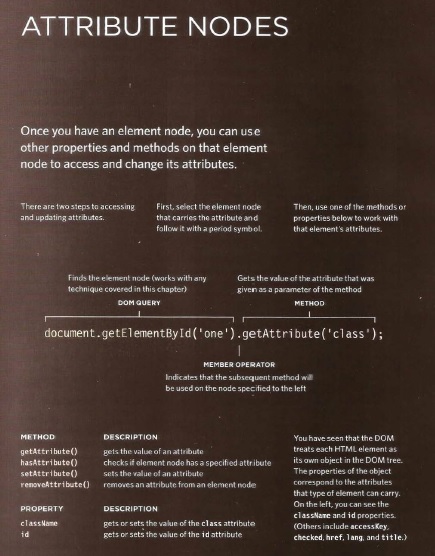 ATTRIBUTE NODES
Once you have an element node, you can use
other properties and methods on that element
node to access and change its attributes.
There are two steps to accessing
and updating attributes.
First, select the element node
that carries the attribute and
follow it with a period symbol.
Then, use one of the methods or
properties below to work with
that element's attributes.
Finds the element node (works with any
technique covered in this chapter)
DOM QUERY
Gets the value of the attribute that was
given as a parameter of the method
METHOD
document.getElementById('one').getAttribute('class');
MEMBER OPERATOR
Indicates that the subsequent method will
be used on the node specified to the left
METHOD DESCRIPTION
getAttribute() gets the value of an attribute
hasAttribute() checks if element node has a specified attribute
setAttribute() sets the value of an attribute
removeAttribute() removes an attribute from an element node
PROPERTY DESCRIPTION
className gets or sets the value of the class attribute
id gets or sets the value of the id attribute
You have seen that the DOM
treats each HTML element as
its own object in the DOM tree.
The properties of the object
correspond to the attributes
that type of element can carry.
On the left, you can see the
className and id properties.
(Others include accessKey,
checked, href, lang, and title.)